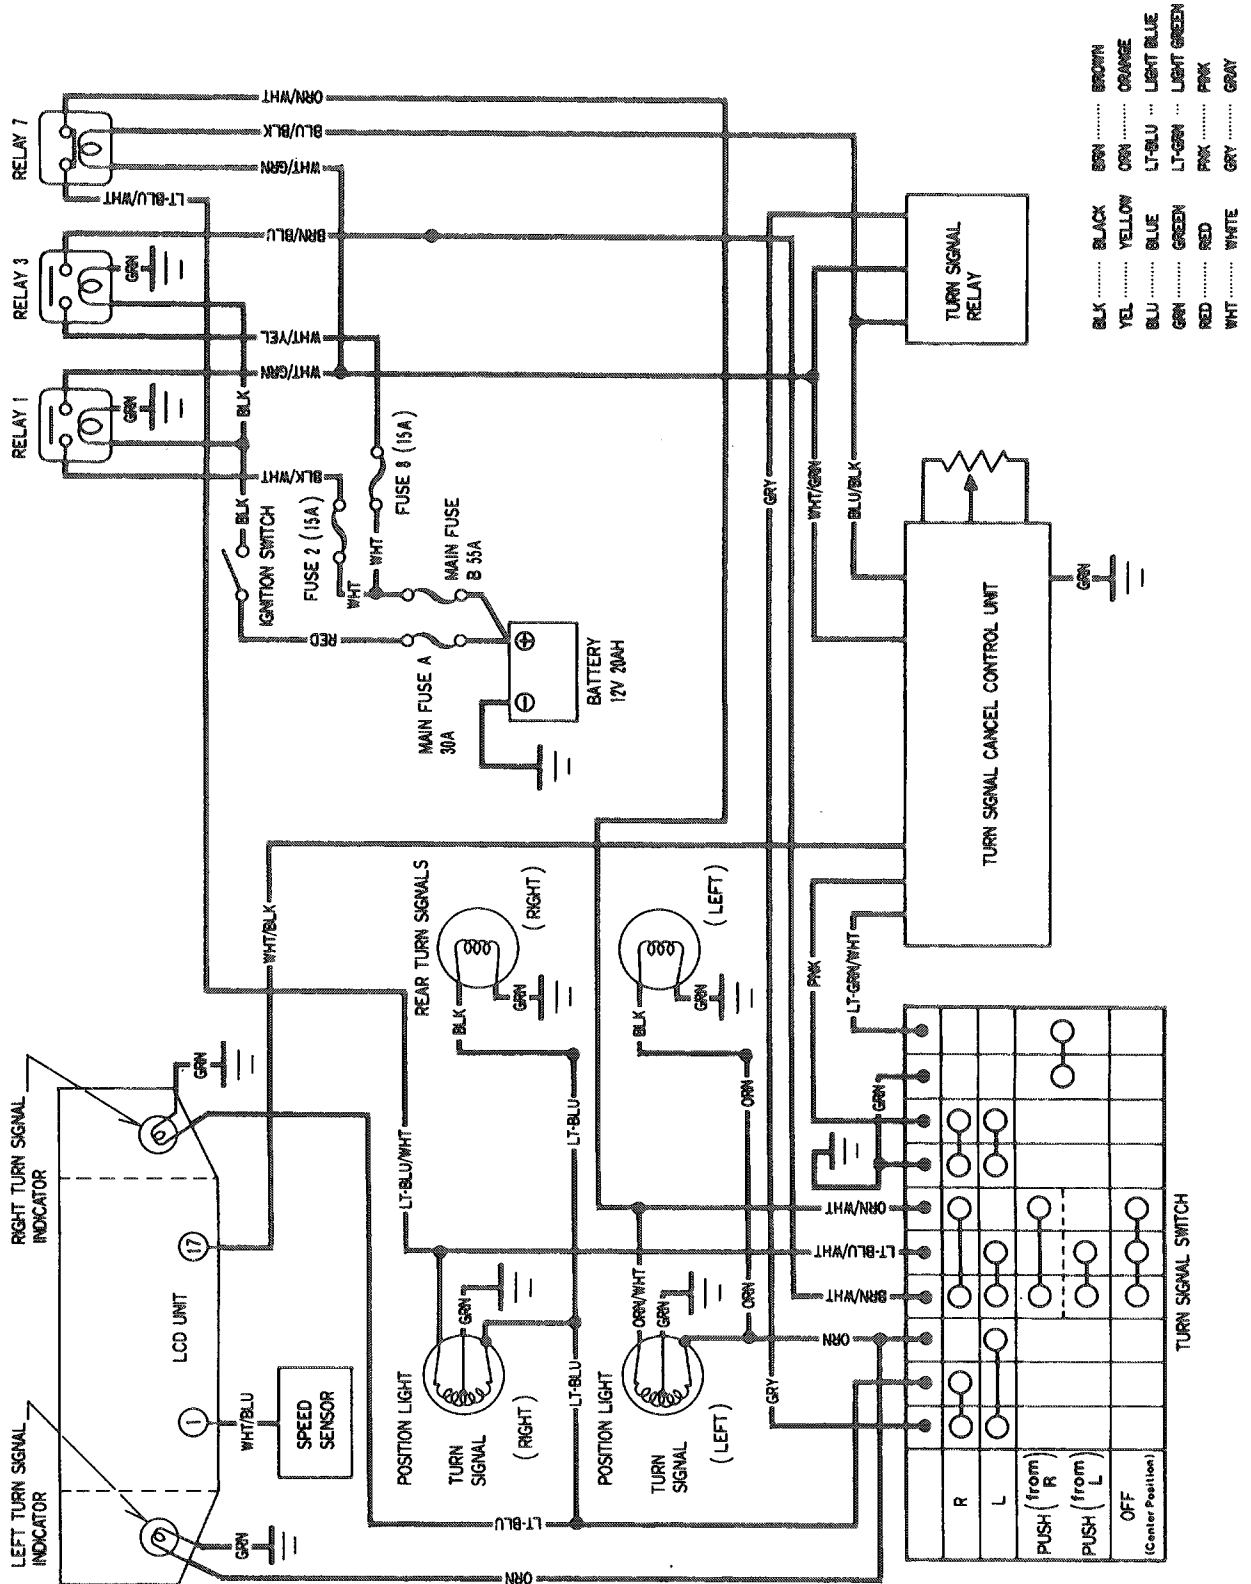 RELAY 1
RELAY 3
RELAY 7
GRN
GRN
LT-BLU/WHT
WHT/GRN
BLU/BLK
ORN/WHT
BRN/BLU
WHT/YEL
WHT/GRN
BLK
BLK
BLK/WHT
IGNITION SWITCH
FUSE 2 (15A)
FUSE 8 (15A)
WHT
WHT
RED
MAIN FUSE A
30A
MAIN FUSE
B 55A
BATTERY
12V 20AH
LEFT TURN SIGNAL
INDICATOR
RIGHT TURN SIGNAL
INDICATOR
LCD UNIT
1
17
GRN
GRN
WHT/BLU
SPEED
SENSOR
WHT/BLK
REAR TURN SIGNALS
(RIGHT)
BLK
GRN
(LEFT)
BLK
GRN
LT-BLU/WHT
LT-BLU
ORN
POSITION LIGHT
TURN
SIGNAL
(RIGHT)
GRN
LT-BLU
POSITION LIGHT
TURN
SIGNAL
(LEFT)
ORN/WHT
GRN
ORN
LT-BLU
ORN
GRY
GRY
WHT/GRN
BLU/BLK
TURN SIGNAL
RELAY
TURN SIGNAL CANCEL CONTROL UNIT
GRN
PNK
LT-GRN/WHT
GRN
ORN/WHT
LT-BLU/WHT
BRN/WHT
ORN
R
L
PUSH (from R)
PUSH (from L)
OFF
(Center Position)
TURN SIGNAL SWITCH
BLK ........ BLACK BRN ........ BROWN
YEL ........ YELLOW ORN ........ ORANGE
BLU ........ BLUE LT-BLU ... LIGHT BLUE
GRN ........ GREEN LT-GRN ... LIGHT GREEN
RED ........ RED PNK ........ PINK
WHT ........ WHITE GRY ........ GRAY